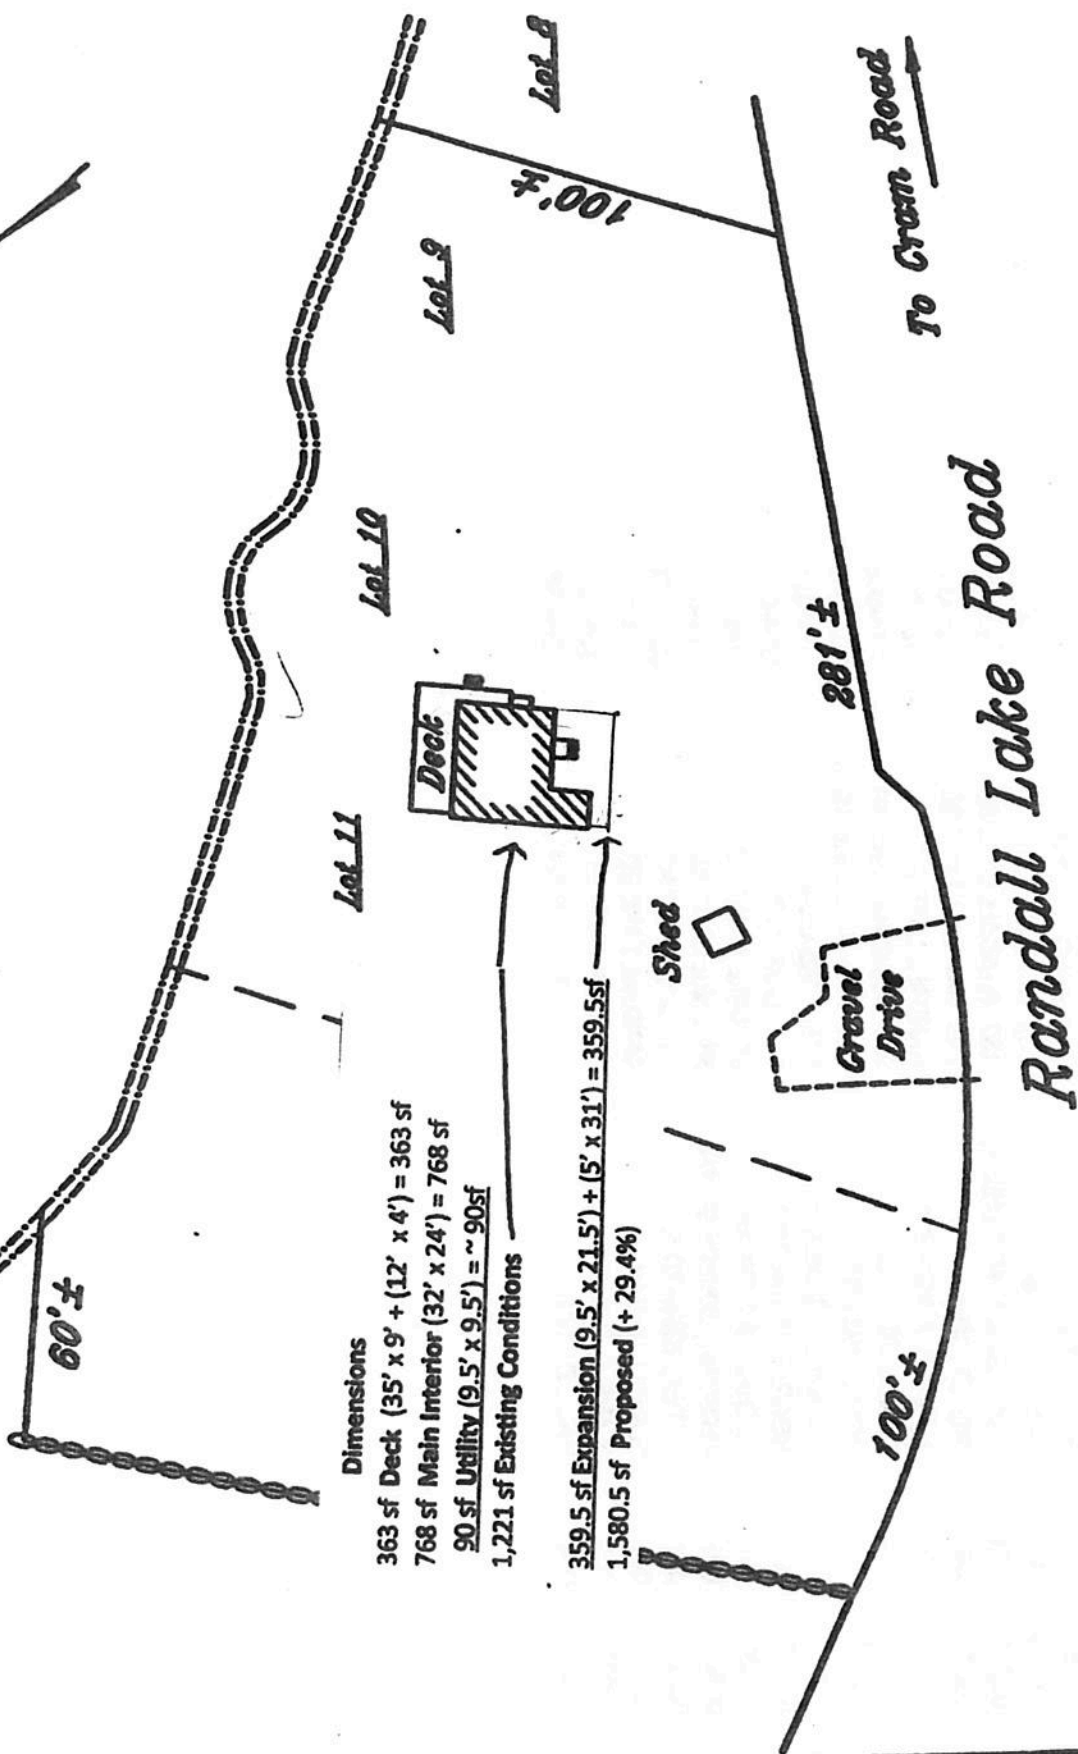 Lot 8
Lot 9
Lot 10
Lot 11
100'±
60'±
Deck
Shed
Gravel
Drive
281'±
100'±
To Cram Road
Randall Lake Road
Dimensions
363 sf Deck (35' x 9' + (12' x 4') = 363 sf
768 sf Main Interior (32' x 24') = 768 sf
90 sf Utility (9.5' x 9.5') = ~ 90sf
1,221 sf Existing Conditions
359.5 sf Expansion (9.5' x 21.5') + (5' x 31') = 359.5sf
1,580.5 sf Proposed (+ 29.4%)